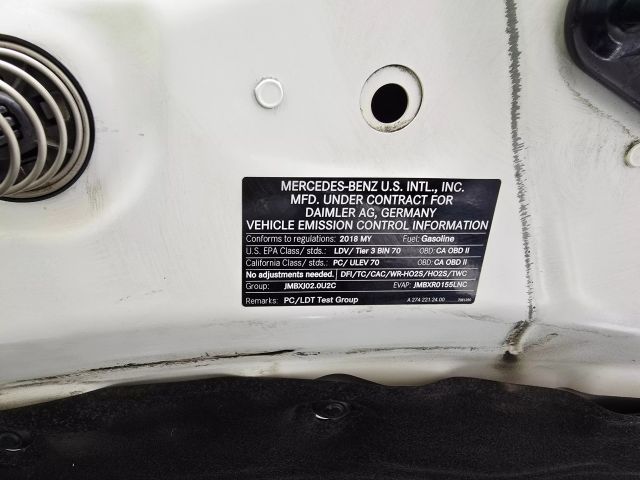 MERCEDES-BENZ U.S. INTL., INC.
MFD. UNDER CONTRACT FOR
DAIMLER AG, GERMANY
VEHICLE EMISSION CONTROL INFORMATION
Conforms to regulations: 2018 MY Fuel: Gasoline
U.S. EPA Class/ stds.: LDV/ Tier 3 BIN 70 OBD: CA OBD II
California Class/ stds.: PC/ ULEV 70 OBD: CA OBD II
No adjustments needed. DFI/TC/CAC/WR-HO2S/HO2S/TWC
Group: JMBXJ02.0U2C EVAP: JMBXR0155LNC
Remarks: PC/LDT Test Group A 274 221 24 00